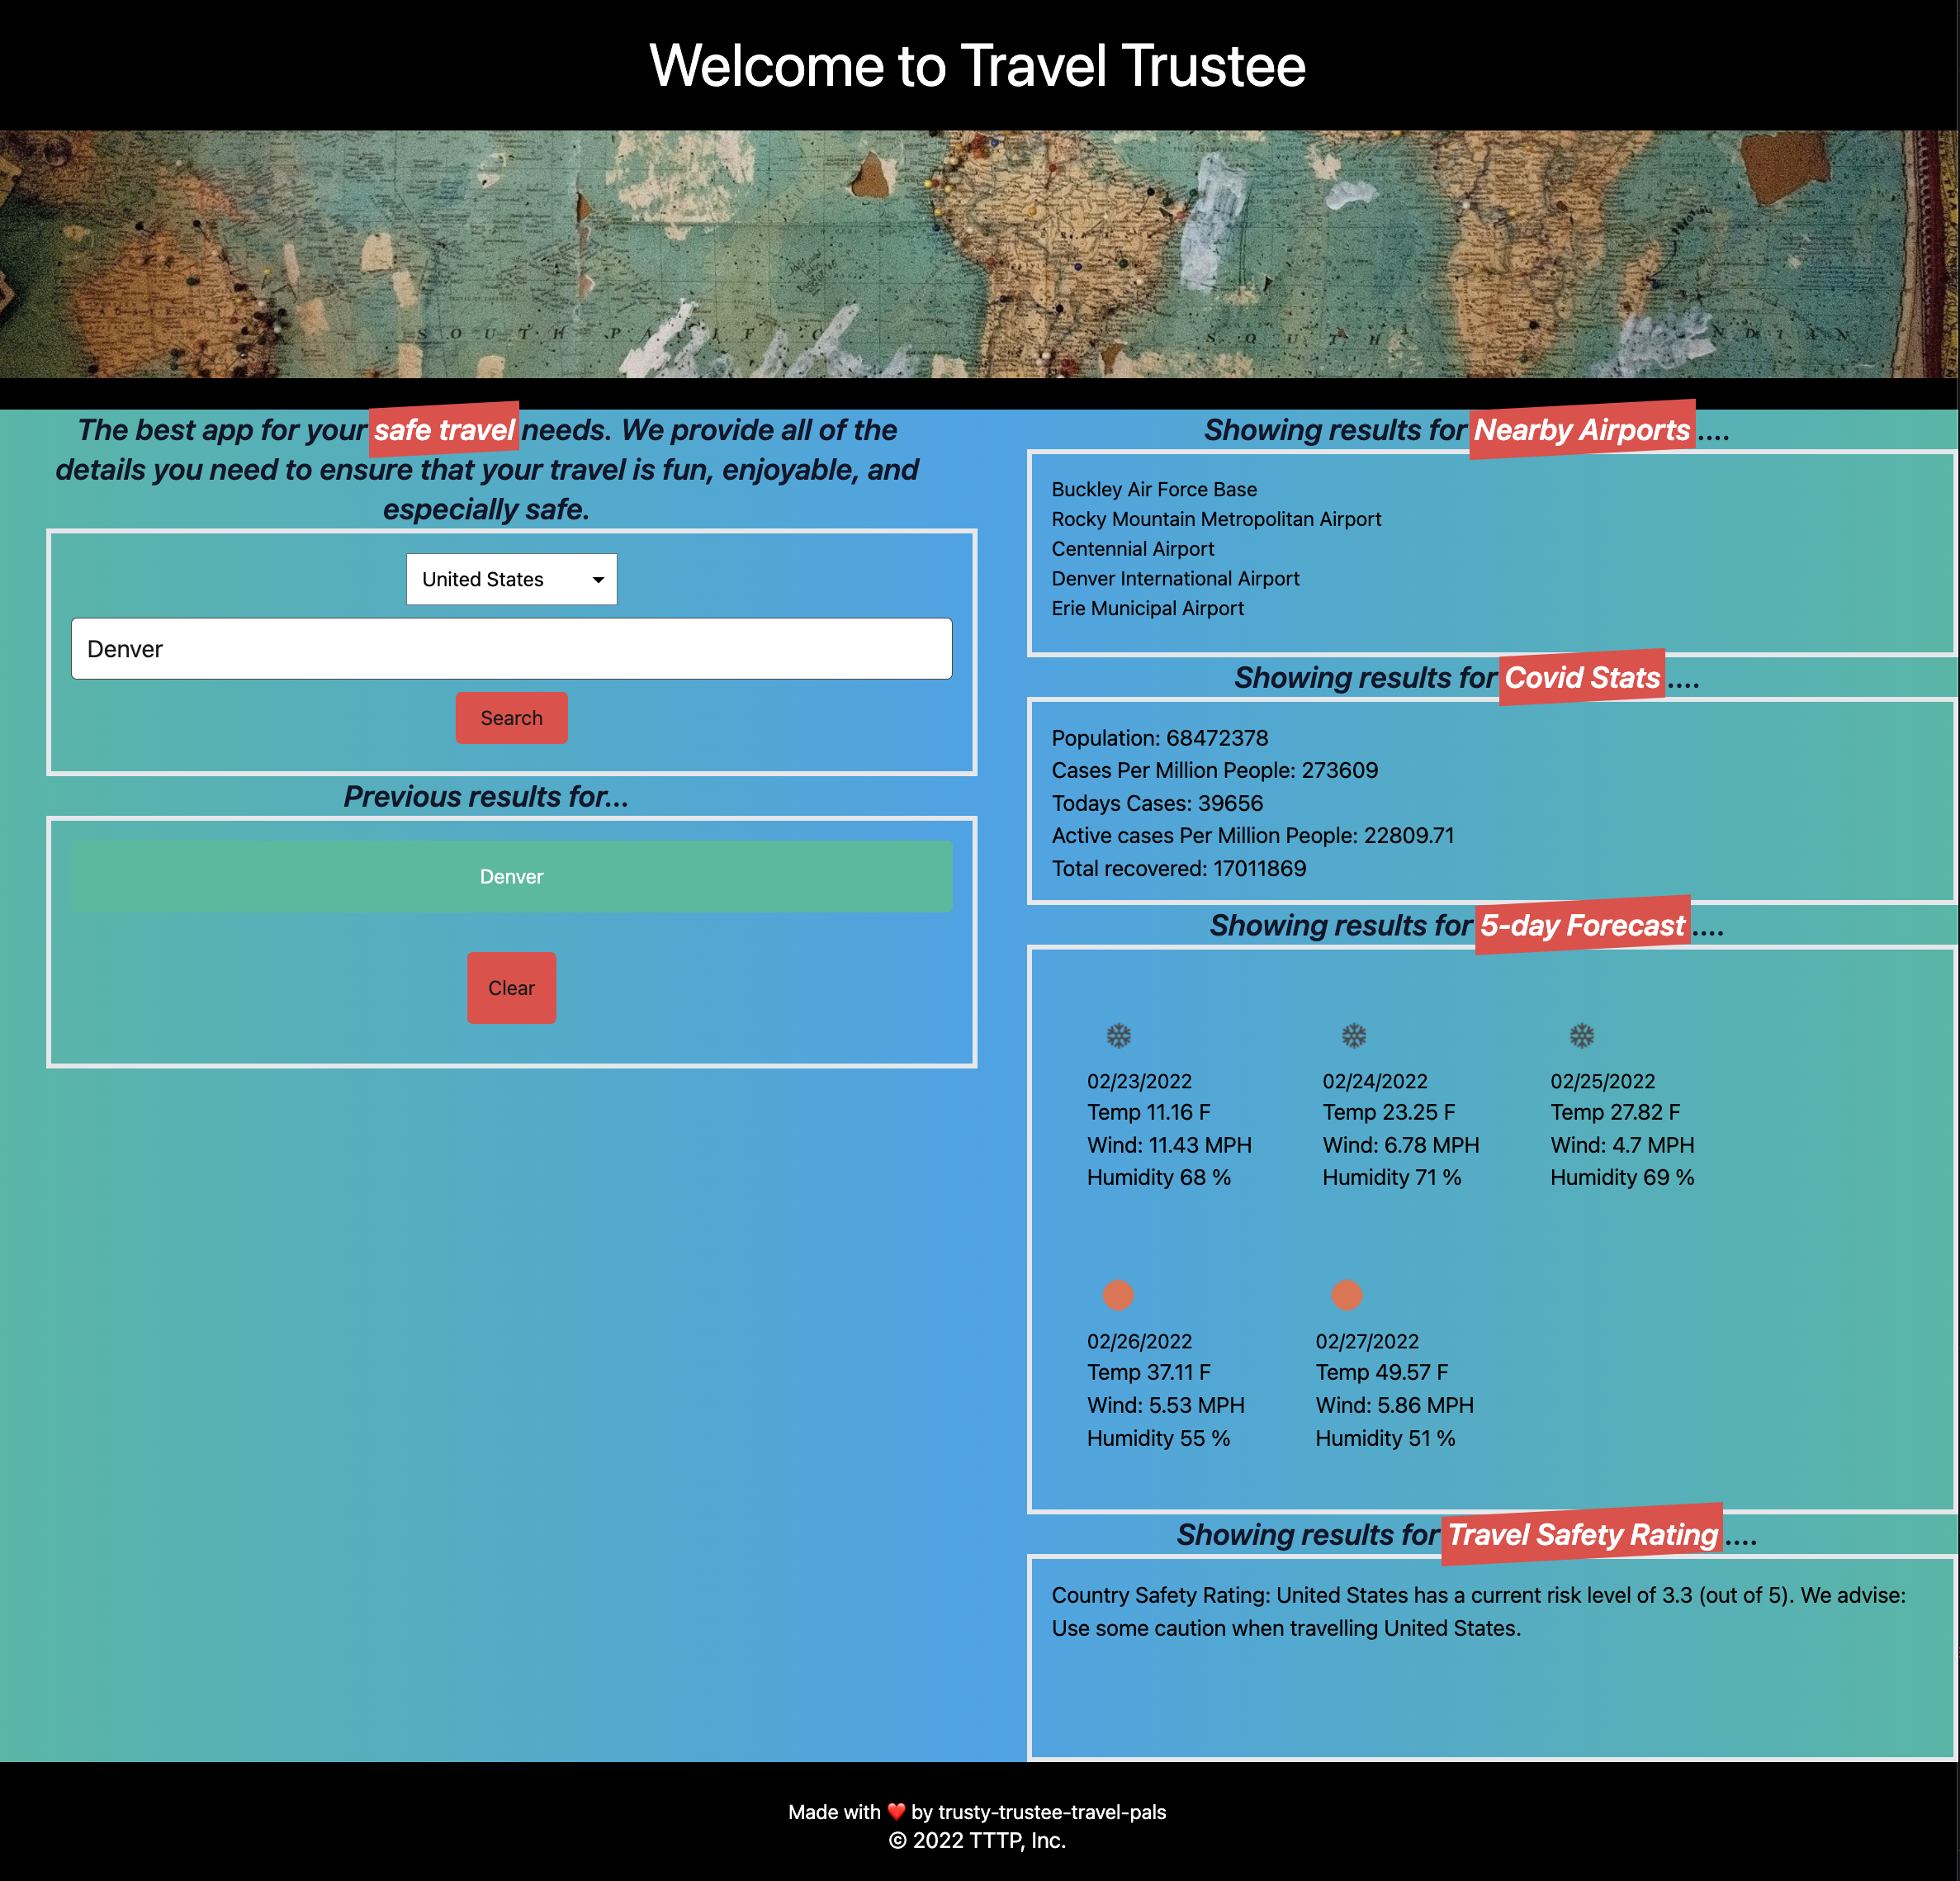 Welcome to Travel Trustee
S O U T H P A C I F I C
S O U T H
I N D I A N
The best app for your safe travel needs. We provide all of the
details you need to ensure that your travel is fun, enjoyable, and
especially safe.
United States
Denver
Search
Previous results for...
Denver
Clear
Showing results for Nearby Airports ....
Buckley Air Force Base
Rocky Mountain Metropolitan Airport
Centennial Airport
Denver International Airport
Erie Municipal Airport
Showing results for Covid Stats ....
Population: 68472378
Cases Per Million People: 273609
Todays Cases: 39656
Active cases Per Million People: 22809.71
Total recovered: 17011869
Showing results for 5-day Forecast ....
02/23/2022
Temp 11.16 F
Wind: 11.43 MPH
Humidity 68 %
02/24/2022
Temp 23.25 F
Wind: 6.78 MPH
Humidity 71 %
02/25/2022
Temp 27.82 F
Wind: 4.7 MPH
Humidity 69 %
02/26/2022
Temp 37.11 F
Wind: 5.53 MPH
Humidity 55 %
02/27/2022
Temp 49.57 F
Wind: 5.86 MPH
Humidity 51 %
Showing results for Travel Safety Rating ....
Country Safety Rating: United States has a current risk level of 3.3 (out of 5). We advise:
Use some caution when travelling United States.
Made with ❤️ by trusty-trustee-travel-pals
© 2022 TTTP, Inc.